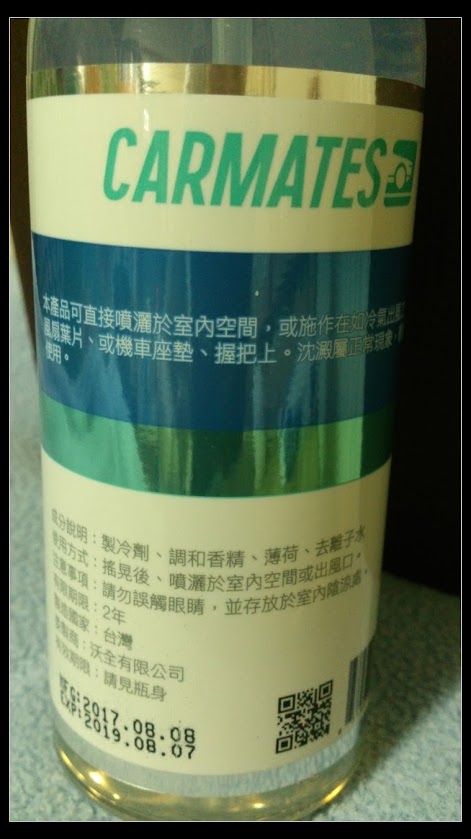 CARMATES
本產品可直接噴灑於室內空間，或施作在如冷氣出風
風扇葉片、或機車座墊、握把上。沈澱屬正常現象，
使用。
成分說明：製冷劑、調和香精、薄荷、去離子水
使用方式：搖晃後、噴灑於室內空間或出風口。
注意事項：請勿誤觸眼睛，並存放於室內陰涼處。
有效期限：2年
製造國家：台灣
商：沃全有限公司
有效期限：請見瓶身
MFG:2017.08.08
EXP:2019.08.07